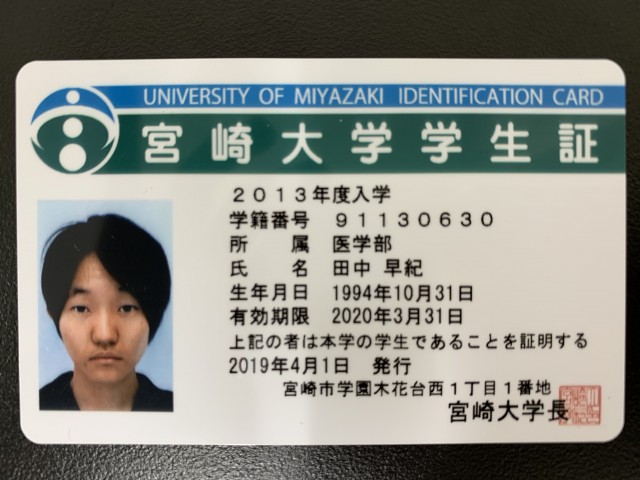 UNIVERSITY OF MIYAZAKI IDENTIFICATION CARD
宮崎大学学生証
２０１３年度入学
学籍番号 ９１１３０６３０
所　属 医学部
氏　名 田中 早紀
生年月日 1994年10月31日
有効期限 2020年3月31日
上記の者は本学の学生であることを証明する
2019年4月1日 発行
宮崎市学園木花台西１丁目１番地
宮崎大学長